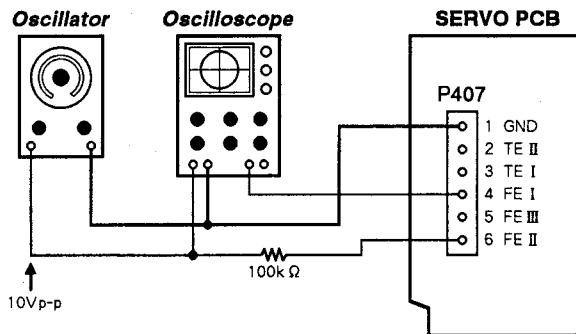 Oscillator
Oscilloscope
SERVO PCB
P407
1 GND
2 TE II
3 TE I
4 FE I
5 FE III
6 FE II
100k Ω
10Vp-p